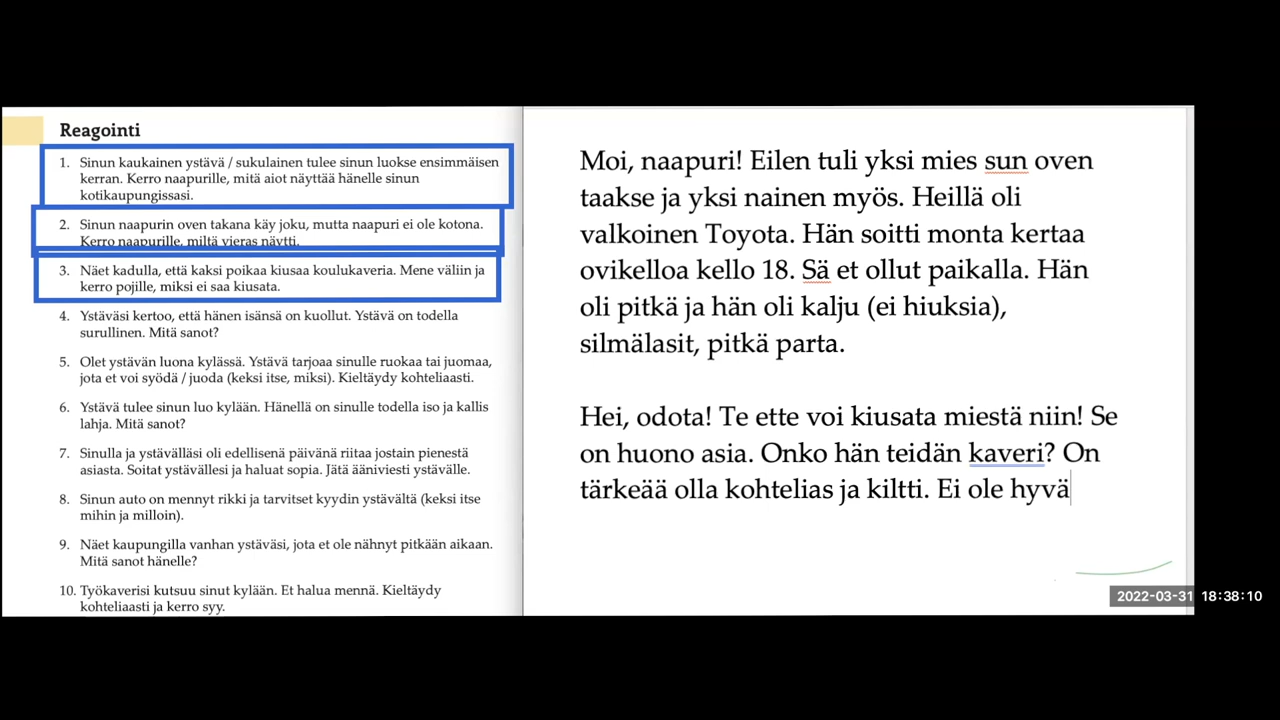 Reagointi
1. Sinun kaukainen ystävä / sukulainen tulee sinun luokse ensimmäisen
kerran. Kerro naapurille, mitä aiot näyttää hänelle sinun
kotikaupungissasi.
2. Sinun naapurin oven takana käy joku, mutta naapuri ei ole kotona.
Kerro naapurille, miltä vieras näytti.
3. Näet kadulla, että kaksi poikaa kiusaa koulukaveria. Mene väliin ja
kerro pojille, miksi ei saa kiusata.
4. Ystäväsi kertoo, että hänen isänsä on kuollut. Ystävä on todella
surullinen. Mitä sanot?
5. Olet ystävän luona kylässä. Ystävä tarjoaa sinulle ruokaa tai juomaa,
jota et voi syödä / juoda (keksi itse, miksi). Kieltäydy kohteliaasti.
6. Ystävä tulee sinun luo kylään. Hänellä on sinulle todella iso ja kallis
lahja. Mitä sanot?
7. Sinulla ja ystävälläsi oli edellisenä päivänä riitaa jostain pienestä
asiasta. Soitat ystävällesi ja haluat sopia. Jätä ääniviesti ystävälle.
8. Sinun auto on mennyt rikki ja tarvitset kyydin ystävältä (keksi itse
mihin ja milloin).
9. Näet kaupungilla vanhan ystäväsi, jota et ole nähnyt pitkään aikaan.
Mitä sanot hänelle?
10. Työkaverisi kutsuu sinut kylään. Et halua mennä. Kieltäydy
kohteliaasti ja kerro syy.
Moi, naapuri! Eilen tuli yksi mies sun oven
taakse ja yksi nainen myös. Heillä oli
valkoinen Toyota. Hän soitti monta kertaa
ovikelloa kello 18. Sä et ollut paikalla. Hän
oli pitkä ja hän oli kalju (ei hiuksia),
silmälasit, pitkä parta.
Hei, odota! Te ette voi kiusata miestä niin! Se
on huono asia. Onko hän teidän kaveri? On
tärkeää olla kohtelias ja kiltti. Ei ole hyvä
2022-03-31 18:38:10